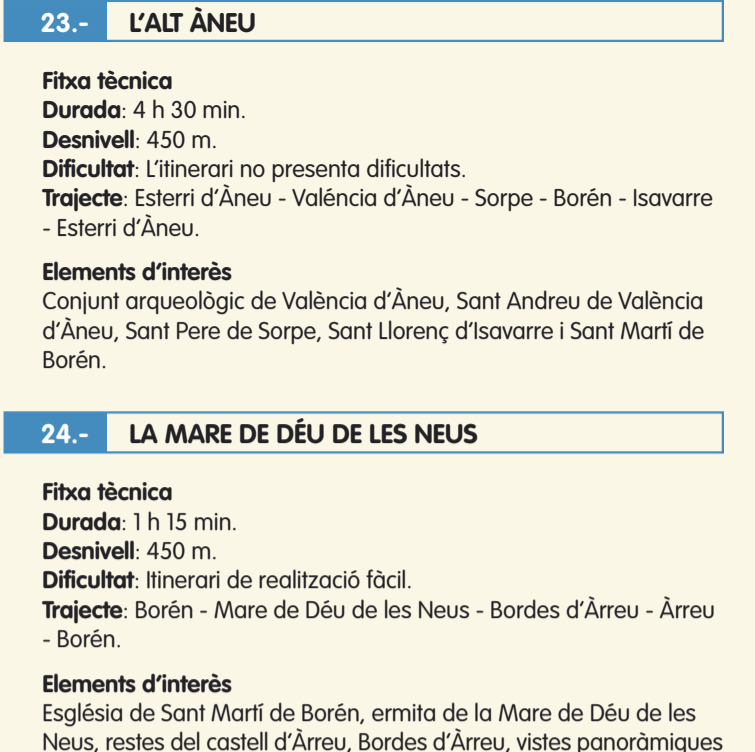 23.- L'ALT ÀNEU
Fitxa tècnica
Durada: 4 h 30 min.
Desnivell: 450 m.
Dificultat: L'itinerari no presenta dificultats.
Trajecte: Esterri d'Àneu - Valéncia d'Àneu - Sorpe - Borén - Isavarre
- Esterri d'Àneu.
Elements d'interès
Conjunt arqueològic de València d'Àneu, Sant Andreu de València
d'Àneu, Sant Pere de Sorpe, Sant Llorenç d'Isavarre i Sant Martí de
Borén.
24.- LA MARE DE DÉU DE LES NEUS
Fitxa tècnica
Durada: 1 h 15 min.
Desnivell: 450 m.
Dificultat: Itinerari de realització fàcil.
Trajecte: Borén - Mare de Déu de les Neus - Bordes d'Àrreu - Àrreu
- Borén.
Elements d'interès
Església de Sant Martí de Borén, ermita de la Mare de Déu de les
Neus, restes del castell d'Àrreu, Bordes d'Àrreu, vistes panoràmiques